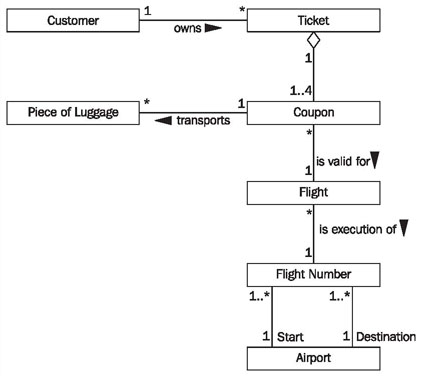 Customer
1
*
Ticket
owns
1
1..4
Piece of Luggage
*
1
Coupon
transports
*
is valid for
1
Flight
*
is execution of
1
Flight Number
1..*
1..*
1 Start
1 Destination
Airport